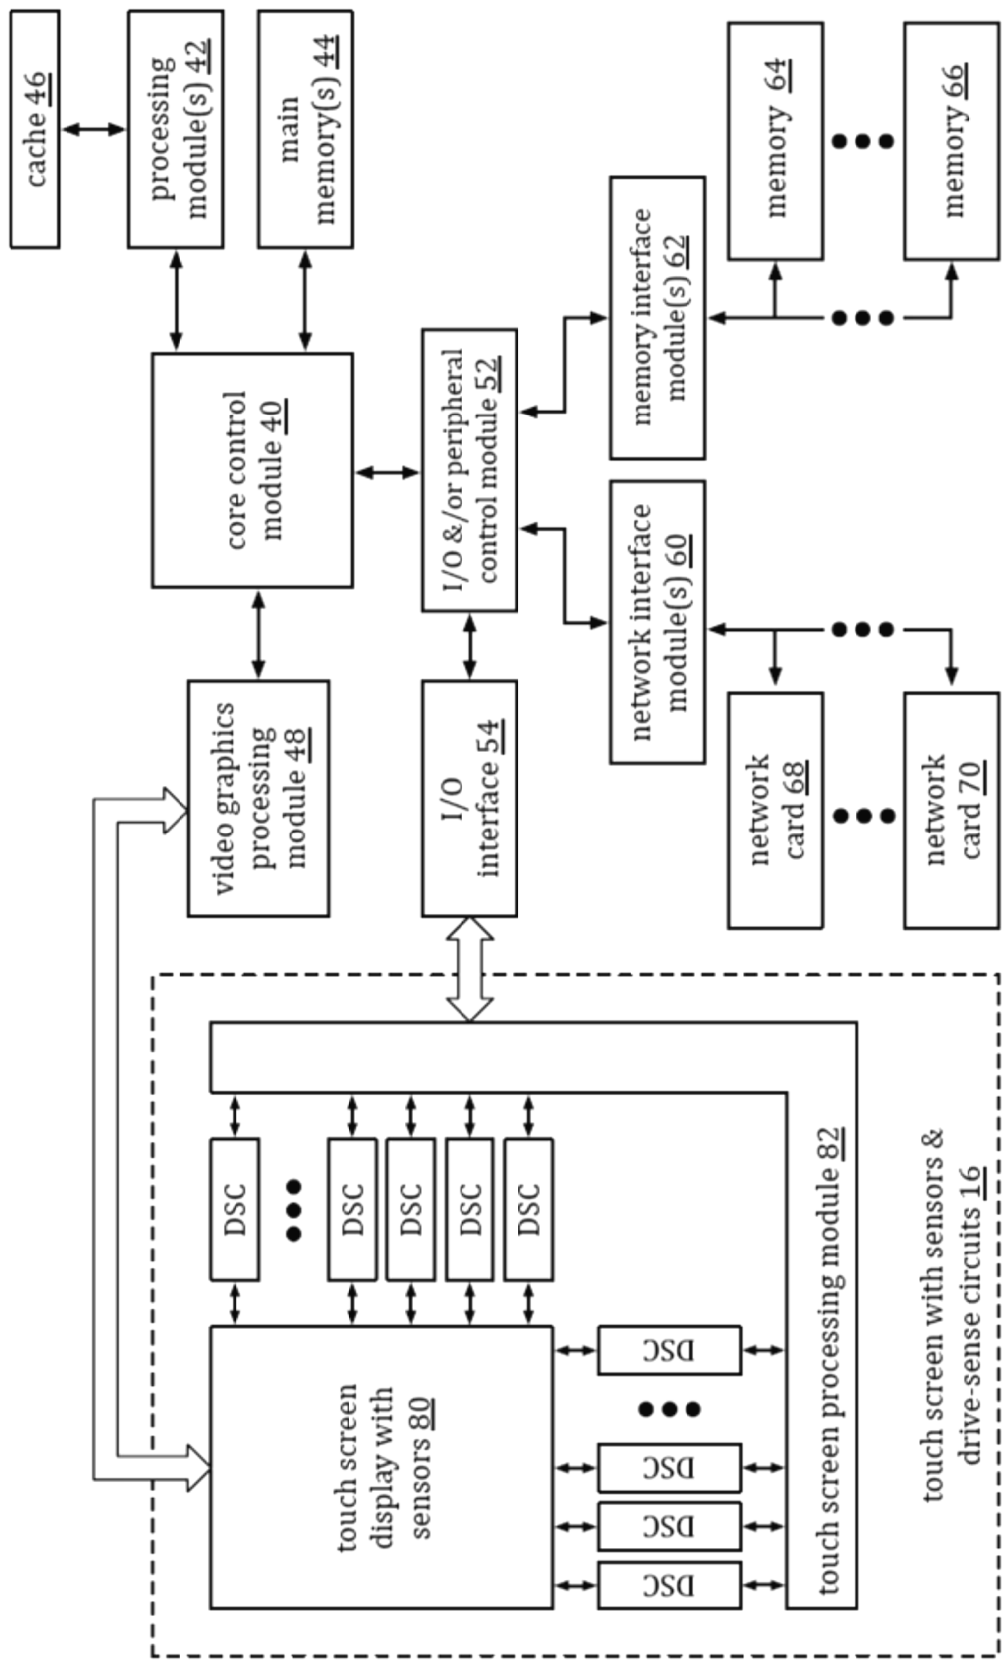 touch screen
display with
sensors 80
DSC
DSC
DSC
DSC
DSC
DSC
DSC
DSC
DSC
touch screen processing module 82
touch screen with sensors &
drive-sense circuits 16
video graphics
processing
module 48
core control
module 40
cache 46
processing
module(s) 42
main
memory(s) 44
I/O
interface 54
I/O &/or peripheral
control module 52
network interface
module(s) 60
memory interface
module(s) 62
network
card 68
network
card 70
memory 64
memory 66